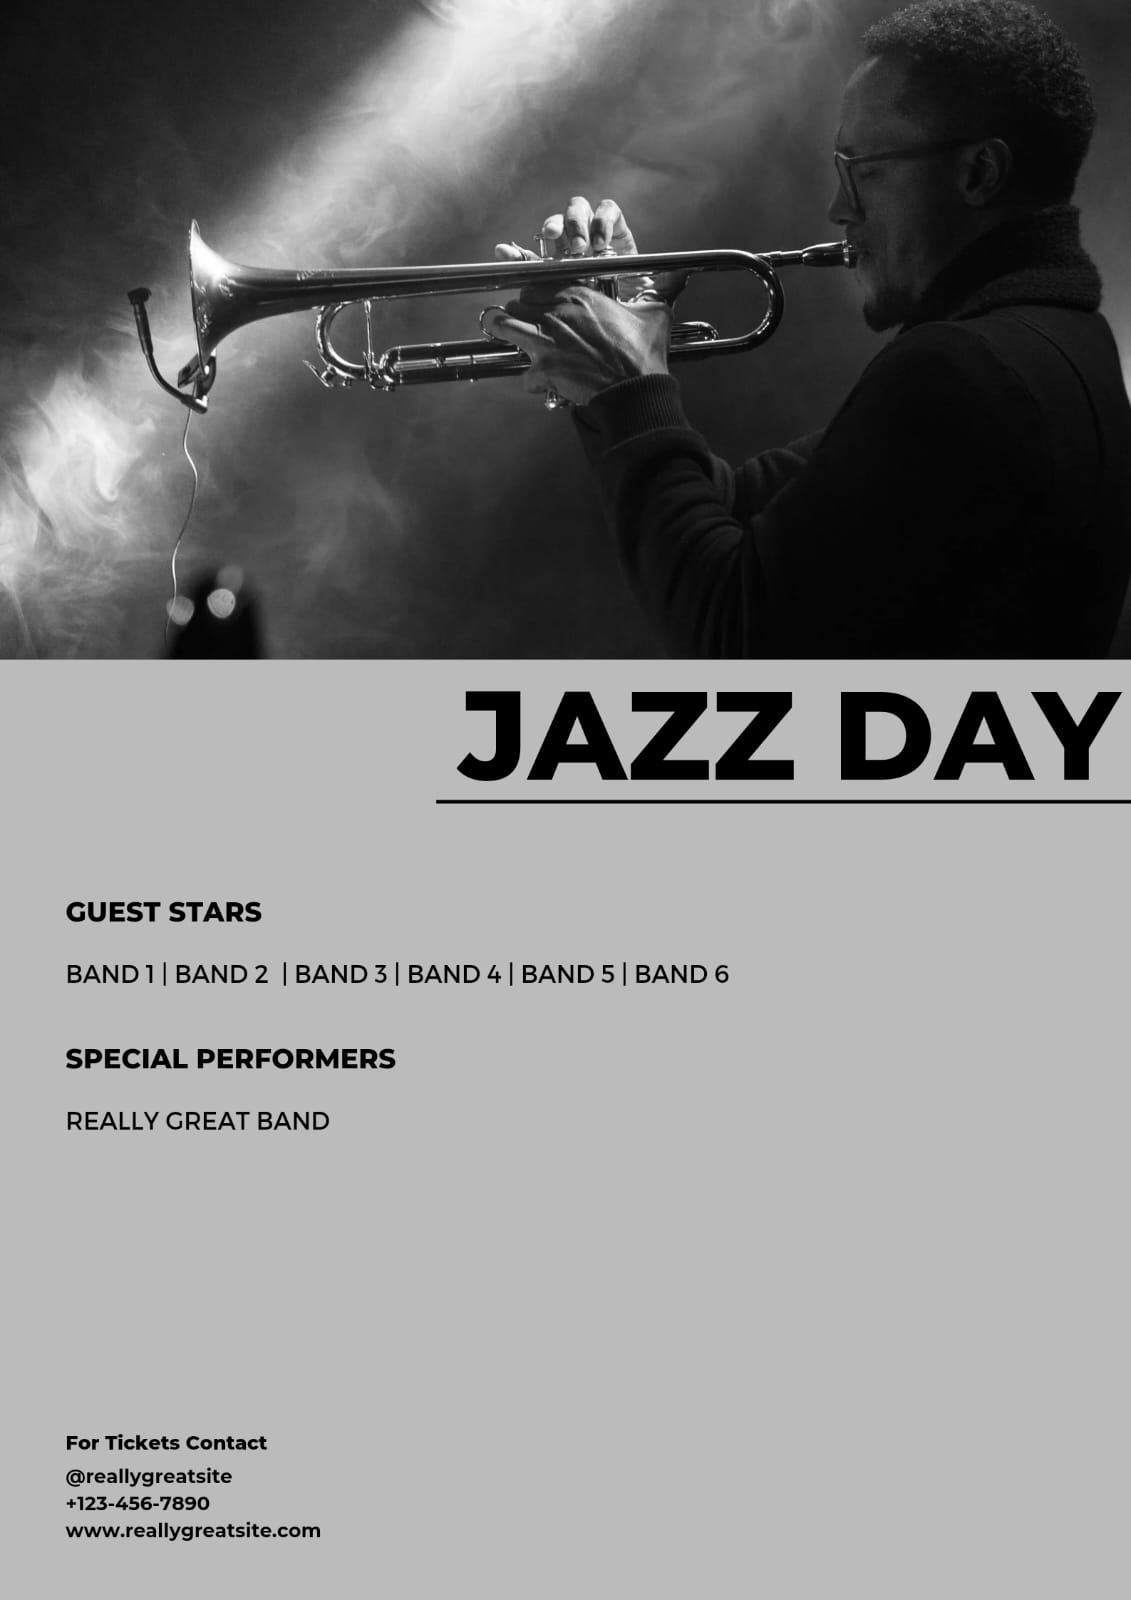 JAZZ DAY
GUEST STARS
BAND 1 | BAND 2  | BAND 3 | BAND 4 | BAND 5 | BAND 6
SPECIAL PERFORMERS
REALLY GREAT BAND
For Tickets Contact
@reallygreatsite
+123-456-7890
www.reallygreatsite.com